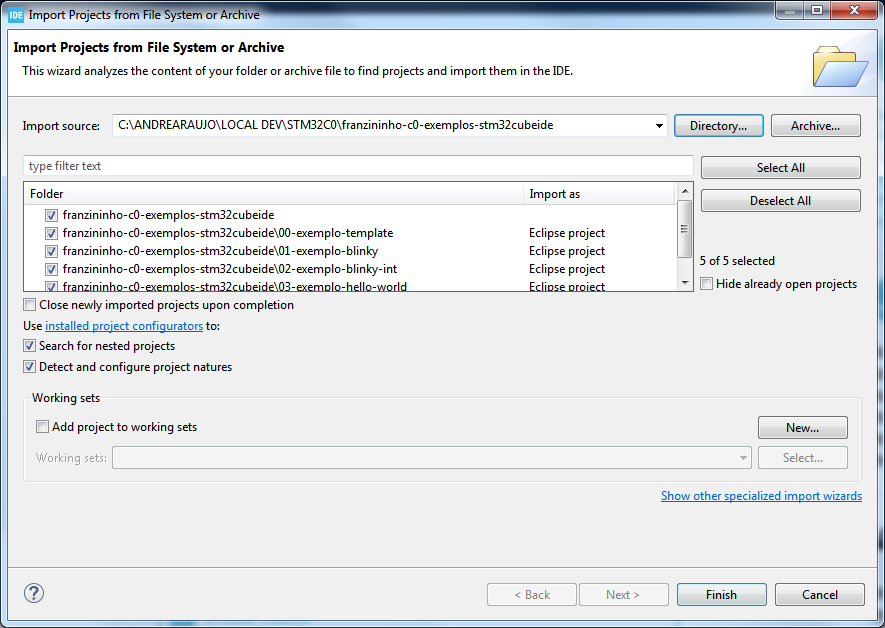 IDE Import Projects from File System or Archive
Import Projects from File System or Archive
This wizard analyzes the content of your folder or archive file to find projects and import them in the IDE.
Import source: C:\ANDREARAUJO\LOCAL DEV\STM32C0\franzininho-c0-exemplos-stm32cubeide Directory... Archive...
type filter text Select All
Folder Import as
Deselect All
franzininho-c0-exemplos-stm32cubeide
franzininho-c0-exemplos-stm32cubeide\00-exemplo-template Eclipse project
franzininho-c0-exemplos-stm32cubeide\01-exemplo-blinky Eclipse project
franzininho-c0-exemplos-stm32cubeide\02-exemplo-blinky-int Eclipse project
franzininho-c0-exemplos-stm32cubeide\03-exemplo-hello-world Eclipse project
5 of 5 selected
Hide already open projects
Close newly imported projects upon completion
Use installed project configurators to:
Search for nested projects
Detect and configure project natures
Working sets
Add project to working sets New...
Working sets: Select...
Show other specialized import wizards
? < Back Next > Finish Cancel